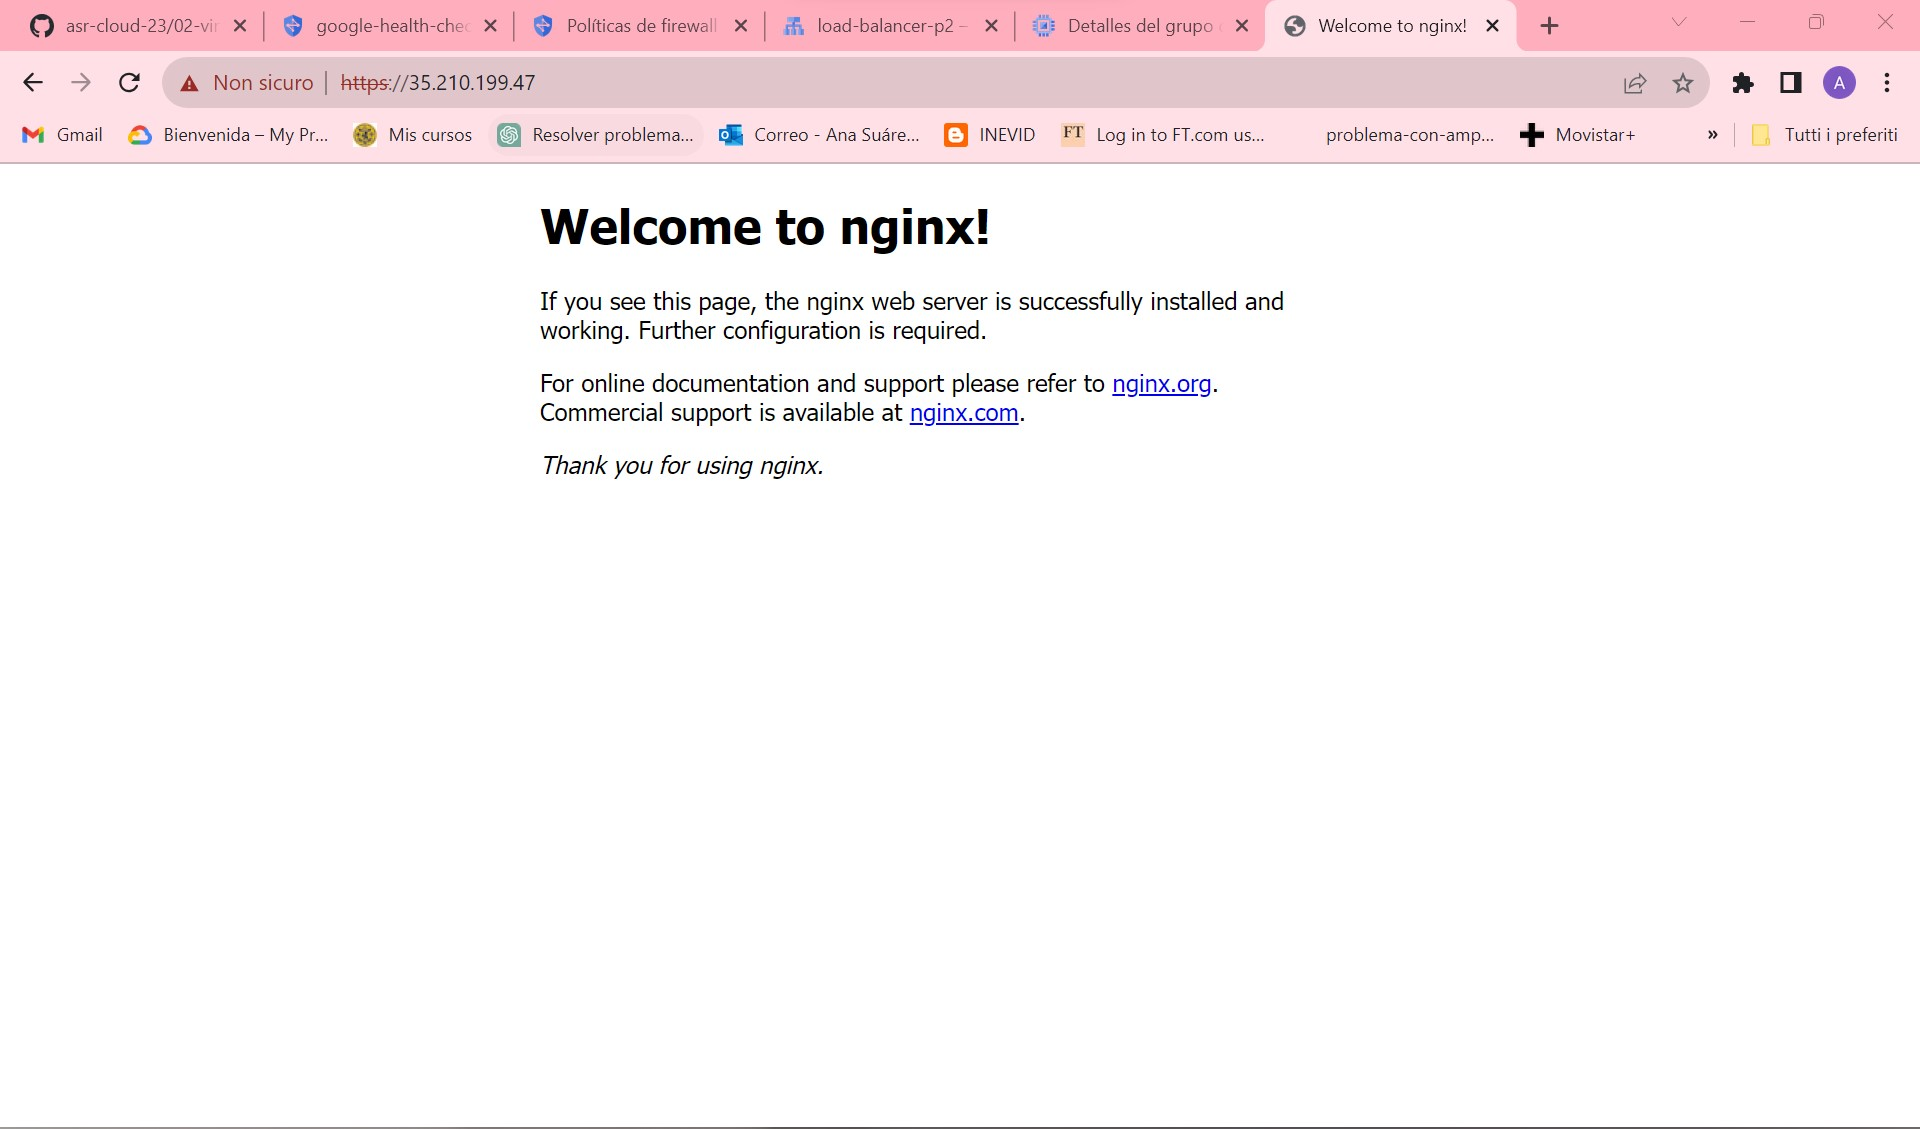 asr-cloud-23/02-vir
google-health-chec
Políticas de firewall
load-balancer-p2 –
Detalles del grupo
Welcome to nginx!
Non sicuro | https://35.210.199.47
A
Gmail
Bienvenida – My Pr...
Mis cursos
Resolver problema...
Correo - Ana Suáre...
INEVID
FT
Log in to FT.com us...
problema-con-amp...
Movistar+
»
Tutti i preferiti
Welcome to nginx!
If you see this page, the nginx web server is successfully installed and
working. Further configuration is required.
For online documentation and support please refer to nginx.org.
Commercial support is available at nginx.com.
Thank you for using nginx.